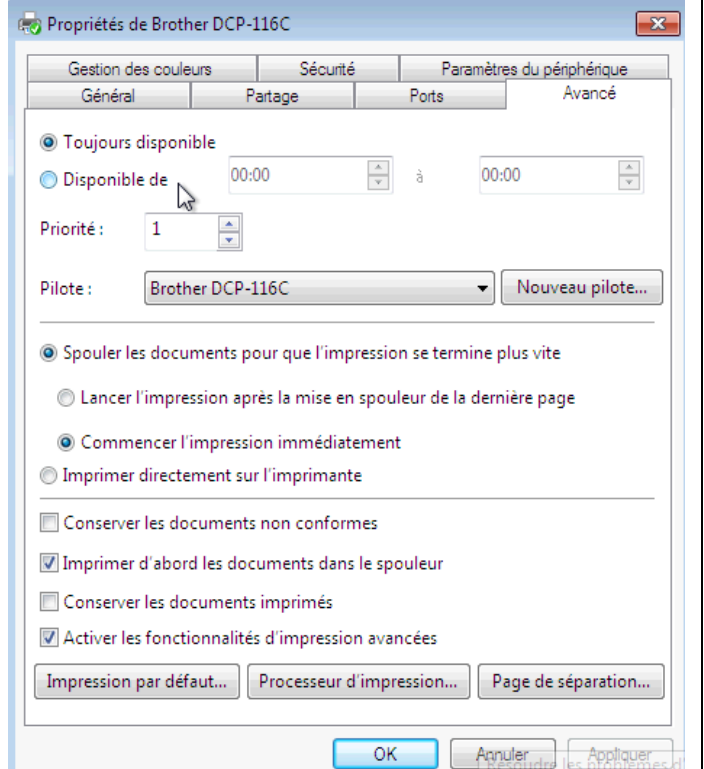 Propriétés de Brother DCP-116C
Gestion des couleurs Sécurité Paramètres du périphérique
Général Partage Ports Avancé
Toujours disponible
Disponible de 00:00 à 00:00
Priorité : 1
Pilote : Brother DCP-116C Nouveau pilote...
Spouler les documents pour que l'impression se termine plus vite
Lancer l'impression après la mise en spouleur de la dernière page
Commencer l'impression immédiatement
Imprimer directement sur l'imprimante
Conserver les documents non conformes
Imprimer d'abord les documents dans le spouleur
Conserver les documents imprimés
Activer les fonctionnalités d'impression avancées
Impression par défaut... Processeur d'impression... Page de séparation...
OK Annuler Appliquer
Résoudre les problèmes d'